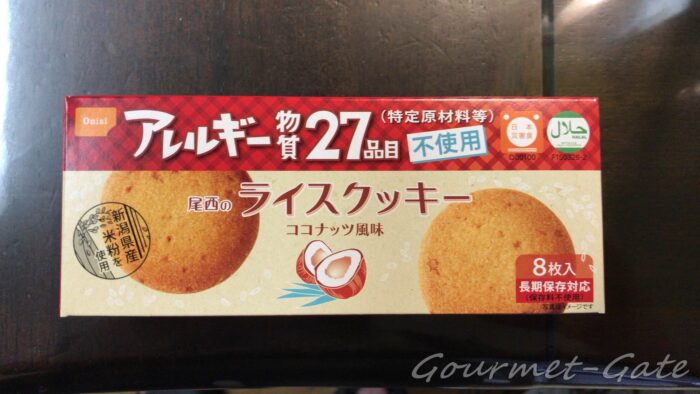 Onisi
アレルギー物質27品目
(特定原材料等)
不使用
日本
災害食
حلال
HALAL
尾西のライスクッキー
ココナッツ風味
新潟県産
米粉を
使用
8枚入
長期保存対応
(保存料不使用)
写真はイメージです
Gourmet-Gate